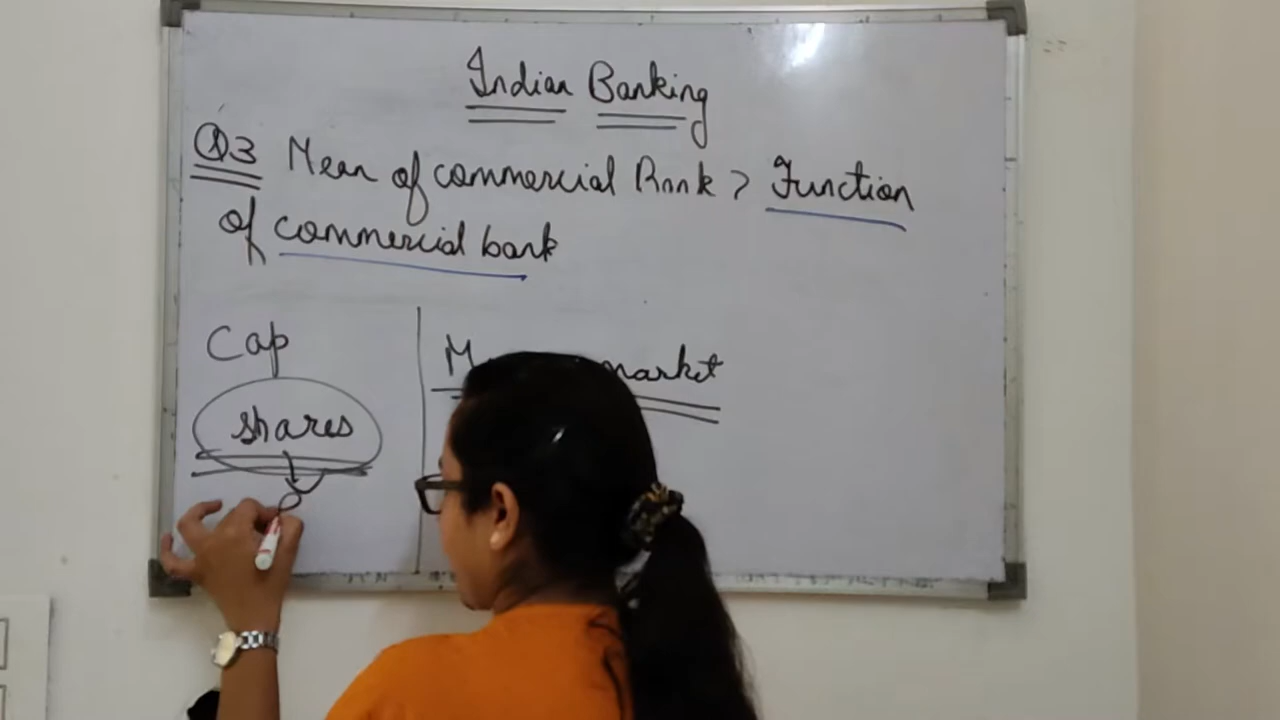 Indian Banking
Q3 Mean of commercial Bank ? Function
of commercial bank
Cap
shares
market